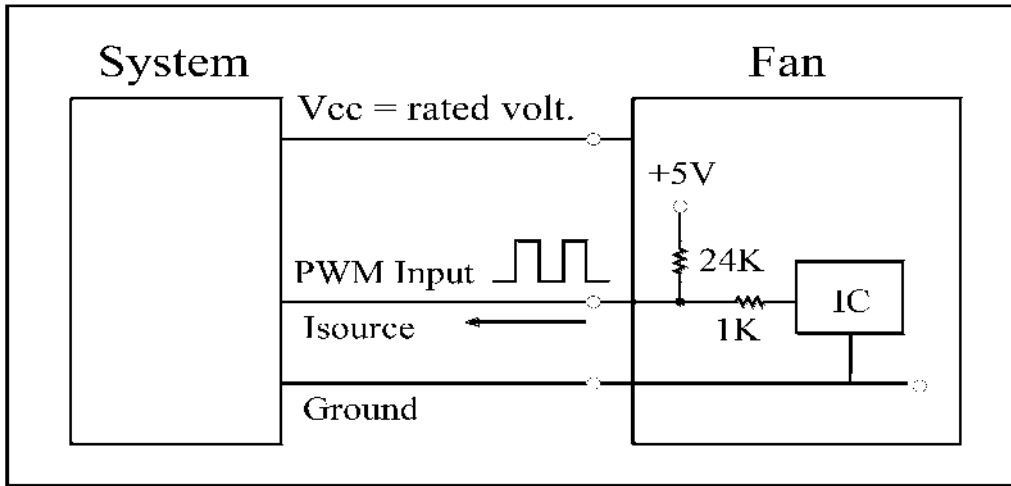 System
Fan
Vcc = rated volt.
+5V
24K
PWM Input
IC
1K
Isource
Ground